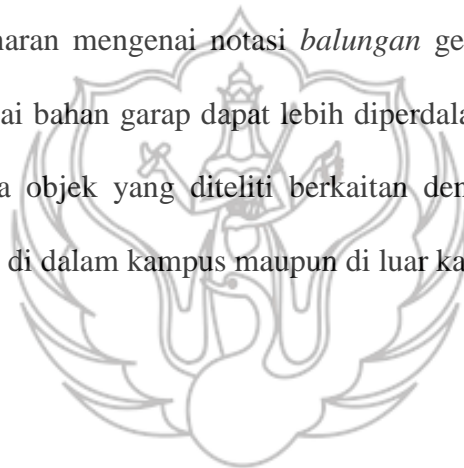 naran mengenai notasi balungan ge
ai bahan garap dapat lebih diperdala
a objek yang diteliti berkaitan den
di dalam kampus maupun di luar ka